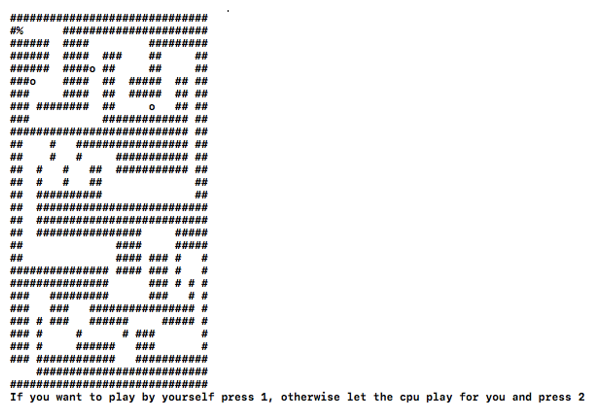 ##############################
#%      ######################
######  ####         #########
######  ####  ###    ##     ##
######  ####o ##     ##     ##
###o    ####  ##  #####  ## ##
###     ####  ##  #####  ## ##
### ########  ##     o   ## ##
###           ############# ##
########################### ##
##    #   ################# ##
##    #   #     ########### ##
##  #   #   ##  ########### ##
##  #   #   ##              ##
##  ##########              ##
##  ##########################
##  ##########################
##  ################     #####
##              ####     #####
##              #### ### #   #
############### #### ### #   #
###############      ### # # #
###   #########      ###   # #
###   ###   ################ #
### # ###   ######     ##### #
### #     #      # ###       #
### #     ######   ###       #
### ############   ###########
    ##########################
##############################
If you want to play by yourself press 1, otherwise let the cpu play for you and press 2